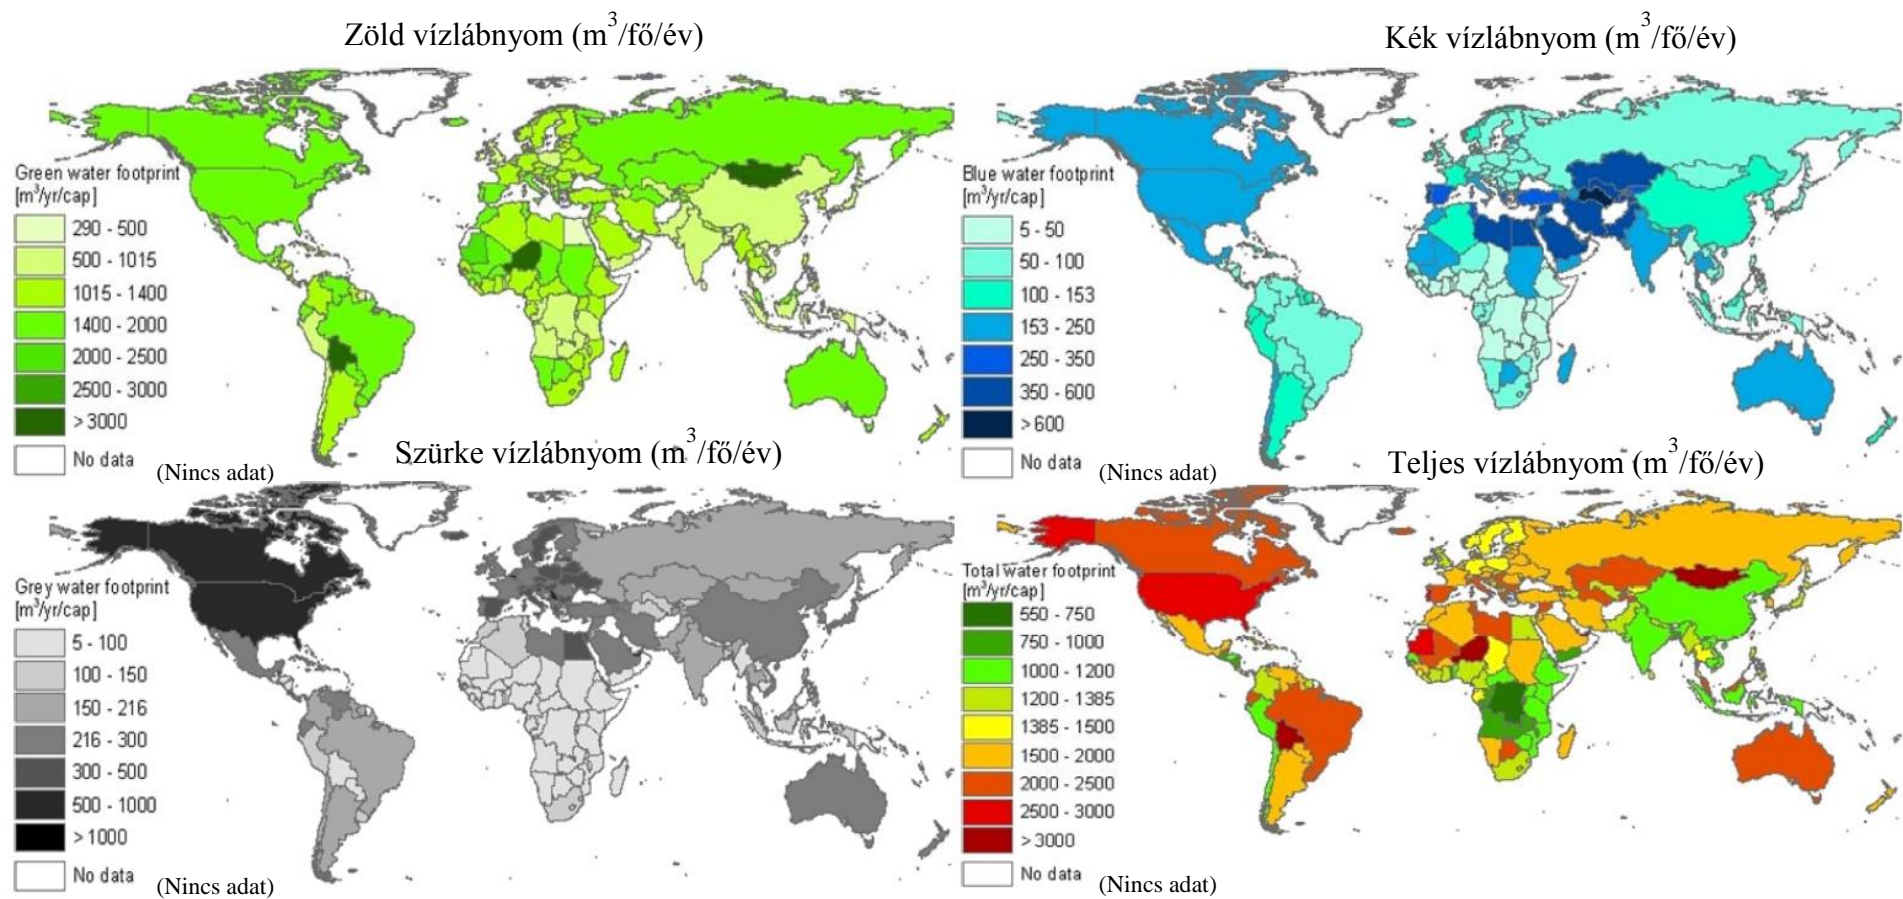 Zöld vízlábnyom (m³/fő/év)
Green water footprint
[m³/yr/cap]
290 - 500
500 - 1015
1015 - 1400
1400 - 2000
2000 - 2500
2500 - 3000
> 3000
No data
(Nincs adat)
Kék vízlábnyom (m³/fő/év)
Blue water footprint
[m³/yr/cap]
5 - 50
50 - 100
100 - 153
153 - 250
250 - 350
350 - 600
> 600
No data
(Nincs adat)
Szürke vízlábnyom (m³/fő/év)
Grey water footprint
[m³/yr/cap]
5 - 100
100 - 150
150 - 216
216 - 300
300 - 500
500 - 1000
> 1000
No data
(Nincs adat)
Teljes vízlábnyom (m³/fő/év)
Total water footprint
[m³/yr/cap]
550 - 750
750 - 1000
1000 - 1200
1200 - 1385
1385 - 1500
1500 - 2000
2000 - 2500
2500 - 3000
> 3000
No data
(Nincs adat)